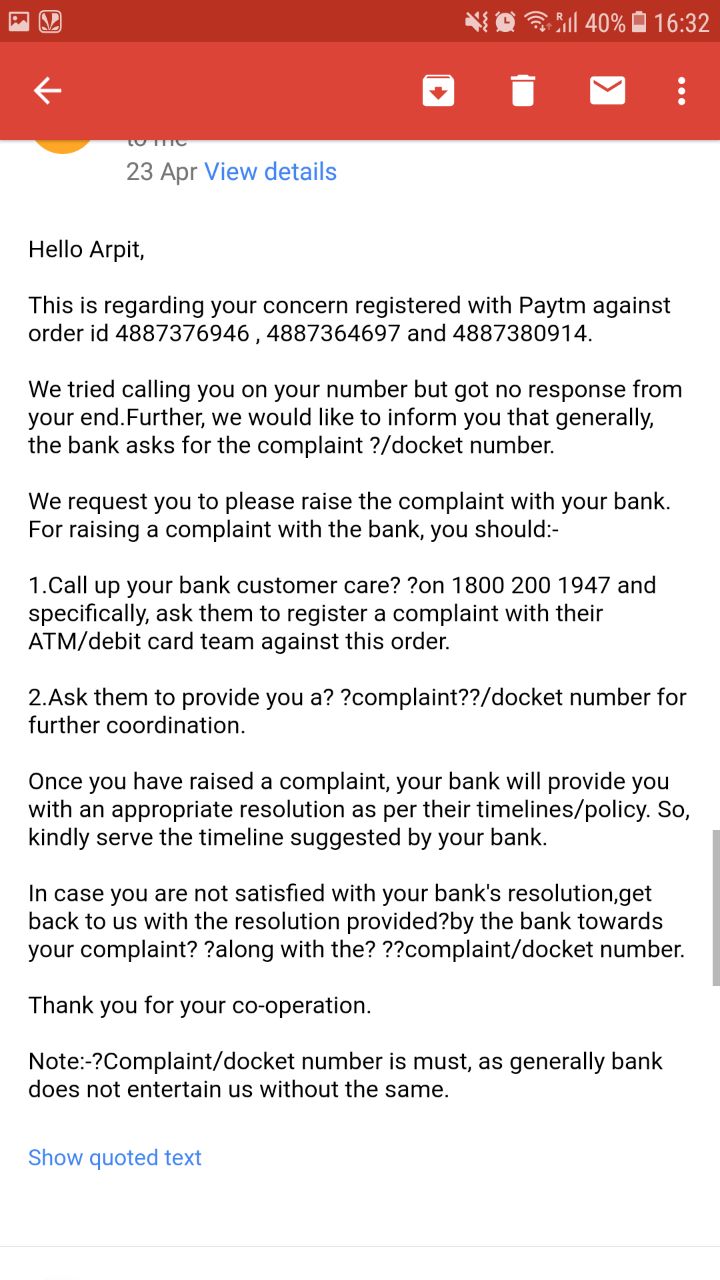 40% 16:32
to me
23 Apr View details
Hello Arpit,
This is regarding your concern registered with Paytm against
order id 4887376946 , 4887364697 and 4887380914.
We tried calling you on your number but got no response from
your end.Further, we would like to inform you that generally,
the bank asks for the complaint ?/docket number.
We request you to please raise the complaint with your bank.
For raising a complaint with the bank, you should:-
1.Call up your bank customer care? ?on 1800 200 1947 and
specifically, ask them to register a complaint with their
ATM/debit card team against this order.
2.Ask them to provide you a? ?complaint??/docket number for
further coordination.
Once you have raised a complaint, your bank will provide you
with an appropriate resolution as per their timelines/policy. So,
kindly serve the timeline suggested by your bank.
In case you are not satisfied with your bank's resolution,get
back to us with the resolution provided?by the bank towards
your complaint? ?along with the? ??complaint/docket number.
Thank you for your co-operation.
Note:-?Complaint/docket number is must, as generally bank
does not entertain us without the same.
Show quoted text